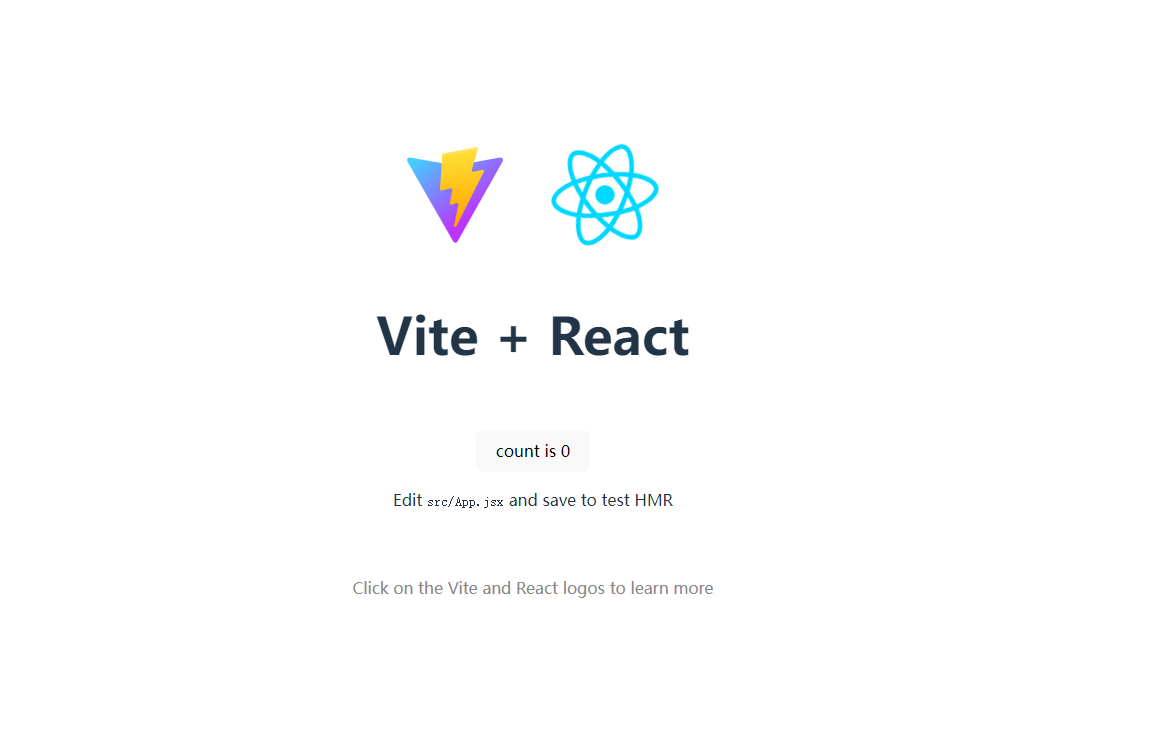 Vite + React
count is 0
Edit src/App.jsx and save to test HMR
Click on the Vite and React logos to learn more